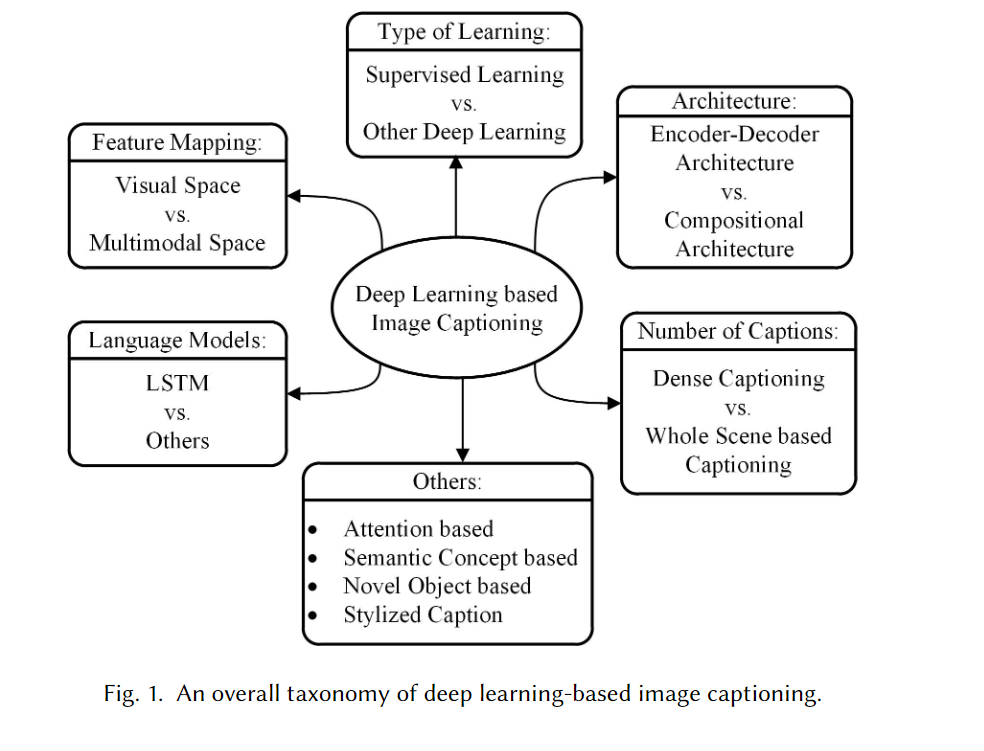 Type of Learning:
Supervised Learning
vs.
Other Deep Learning
Architecture:
Encoder-Decoder
Architecture
vs.
Compositional
Architecture
Feature Mapping:
Visual Space
vs.
Multimodal Space
Deep Learning based
Image Captioning
Language Models:
LSTM
vs.
Others
Number of Captions:
Dense Captioning
vs.
Whole Scene based
Captioning
Others:
• Attention based
• Semantic Concept based
• Novel Object based
• Stylized Caption
Fig. 1. An overall taxonomy of deep learning-based image captioning.